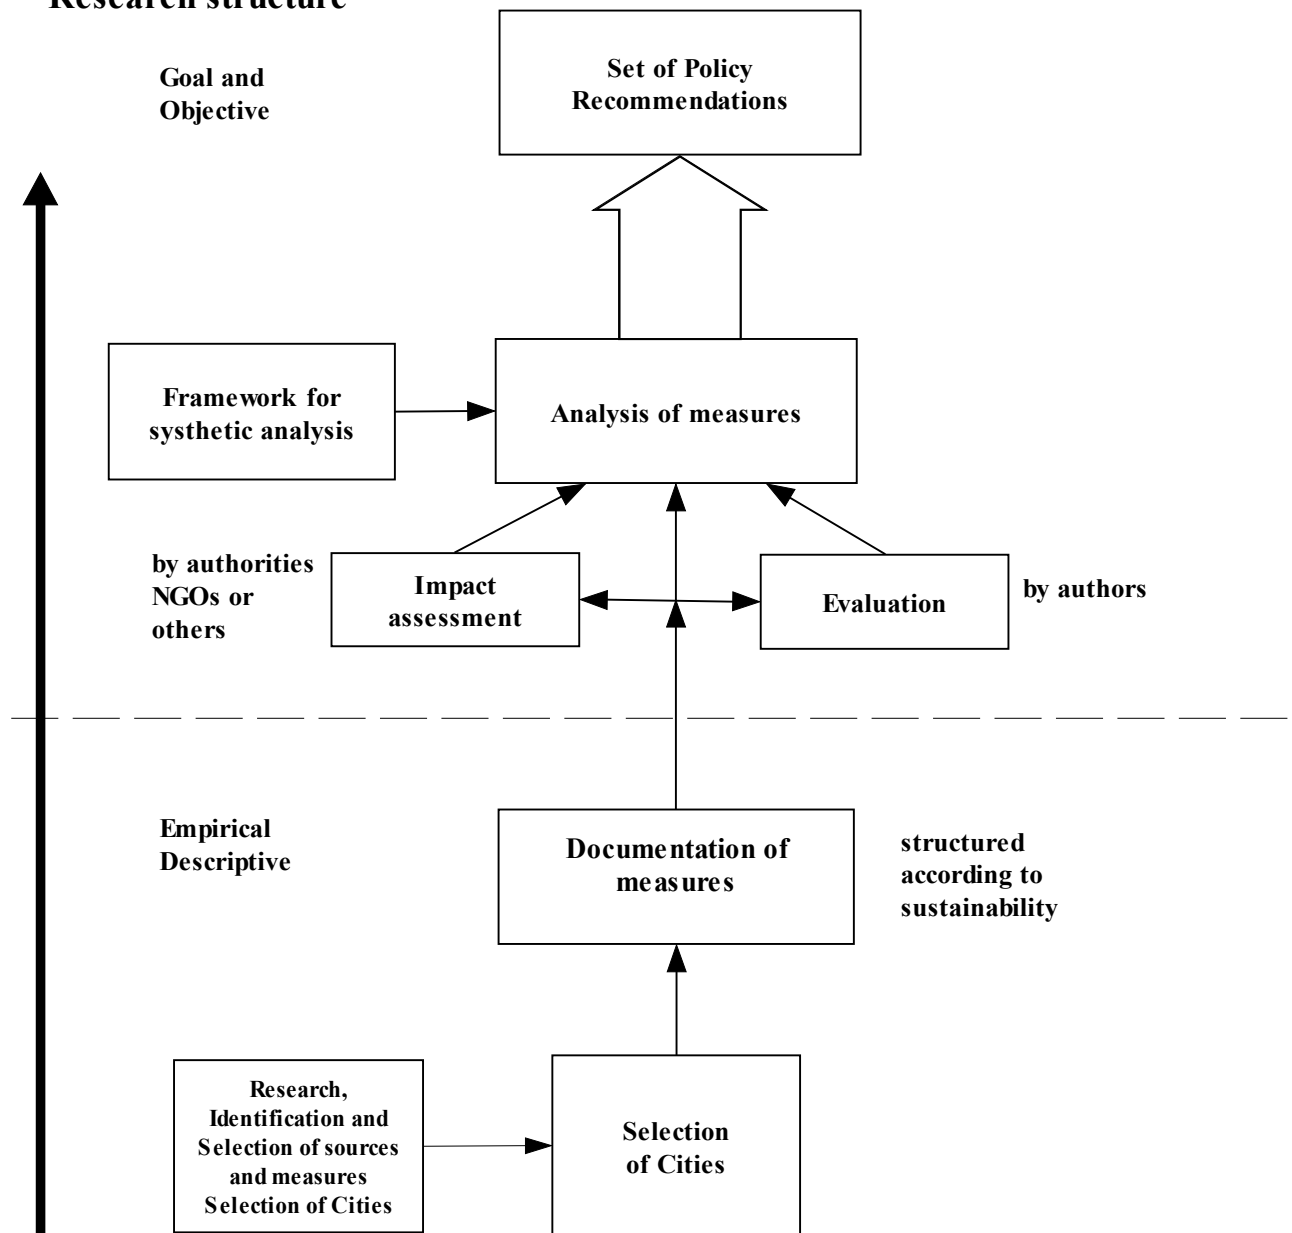 Research structure
Goal and
Objective
Set of Policy
Recommendations
Framework for
systhetic analysis
Analysis of measures
by authorities
NGOs or
others
Impact
assessment
Evaluation
by authors
Empirical
Descriptive
Documentation of
measures
structured
according to
sustainability
Research,
Identification and
Selection of sources
and measures
Selection of Cities
Selection
of Cities